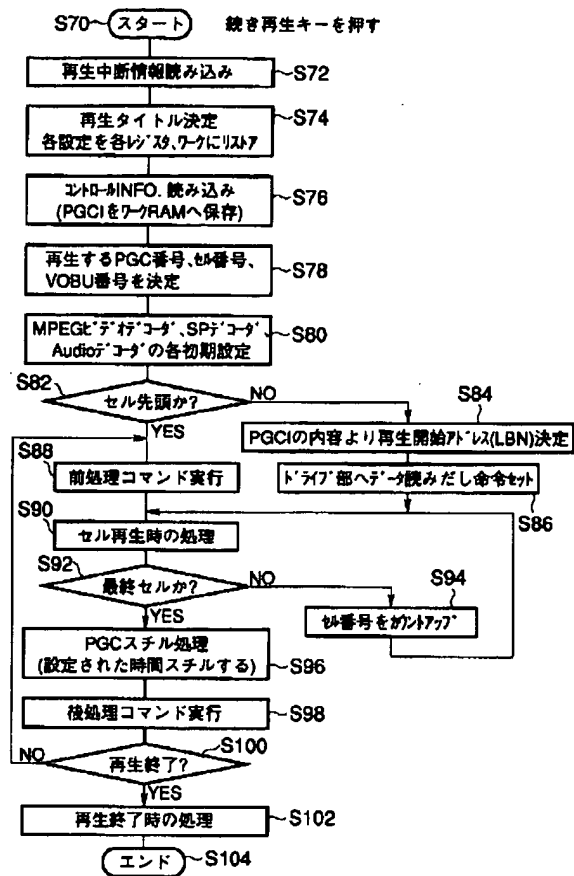 S70 スタート 続き再生キーを押す
再生中断情報読み込み S72
再生タイトル決定
各設定を各レジスタ、ワークにリストア
S74
コントロールINFO. 読み込み
(PGCIをワークRAMへ保存)
S76
再生するPGC番号、セル番号、
VOBU番号を決定
S78
MPEGビデオデコーダ、SPデコーダ
Audioデコーダの各初期設定
S80
S82
セル先頭か?
NO
YES
S84
PGCIの内容より再生開始アドレス(LBN)決定
ドライブ部へデータ読みだし命令セット
S86
S88
前処理コマンド実行
S90
セル再生時の処理
S92
最終セルか?
NO
YES
S94
セル番号をカウントアップ
PGCスチル処理
(設定された時間スチルする)
S96
後処理コマンド実行 S98
S100
再生終了?
NO
YES
再生終了時の処理 S102
エンド S104